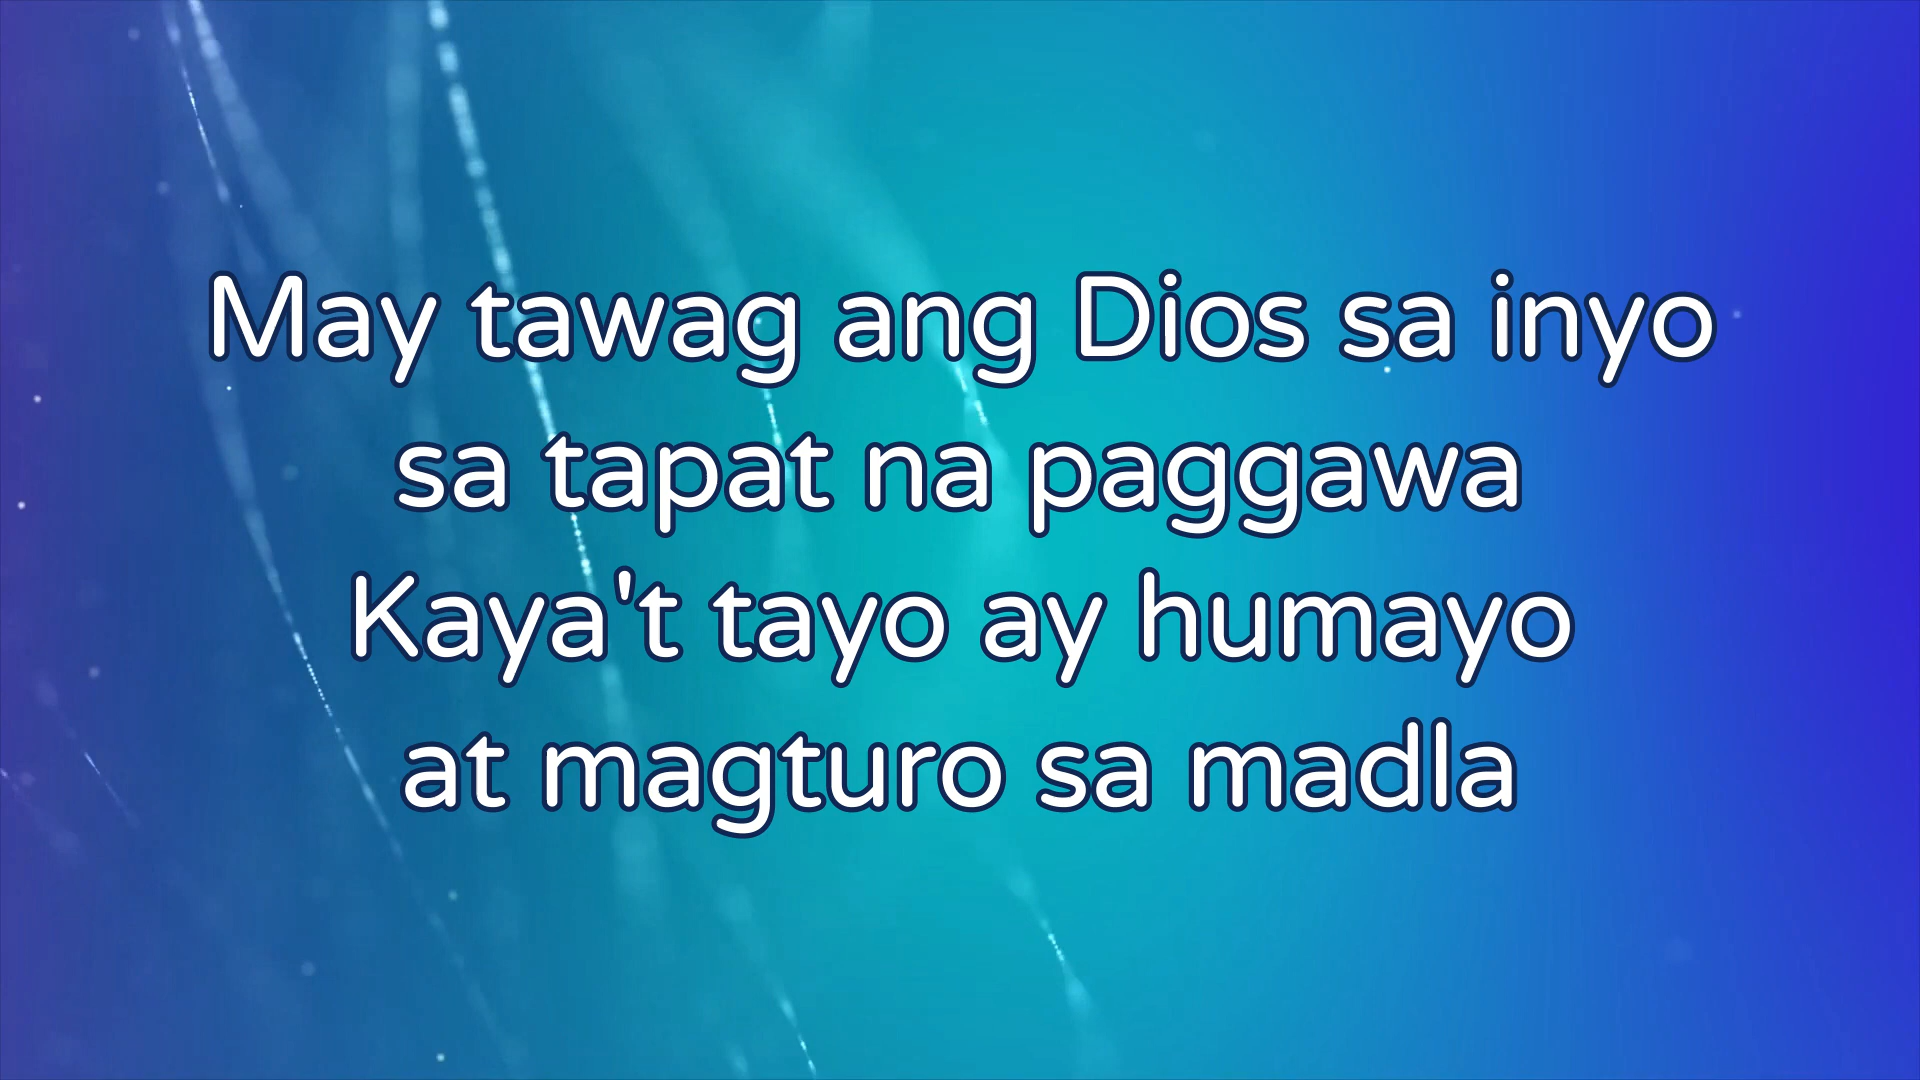 May tawag ang Dios sa inyo
sa tapat na paggawa
Kaya't tayo ay humayo
at magturo sa madla